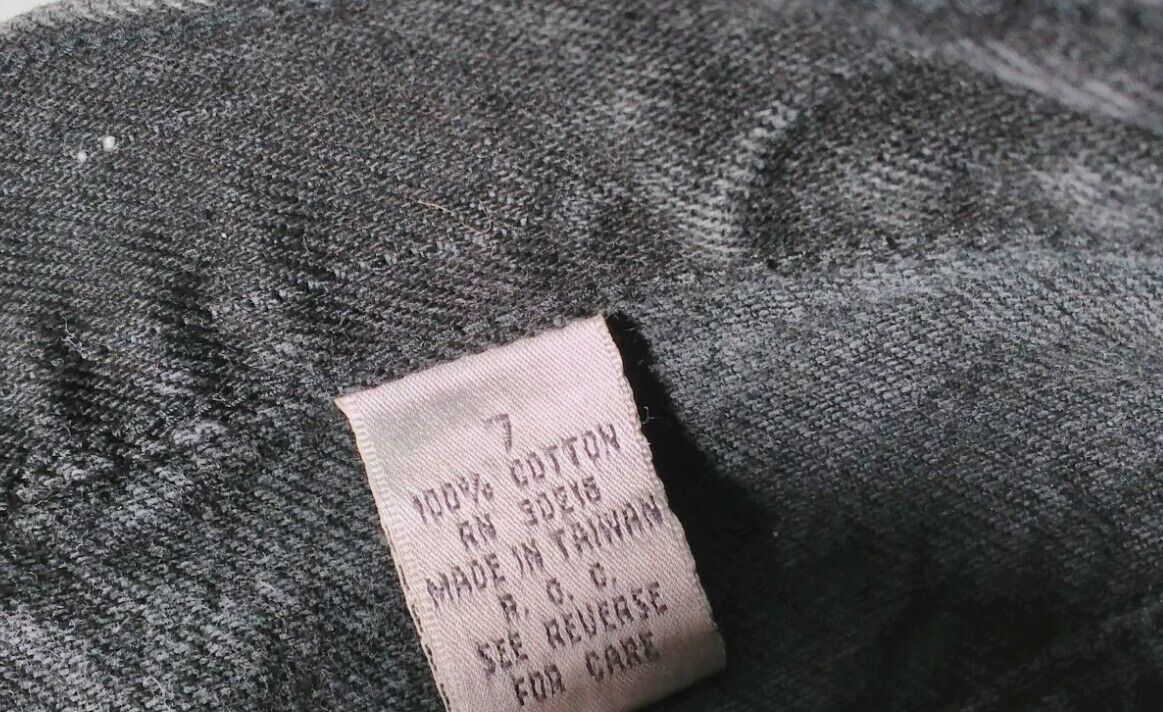 7
100% COTTON
RN 30216
MADE IN TAIWAN
R. O. C.
SEE REVERSE
FOR CARE